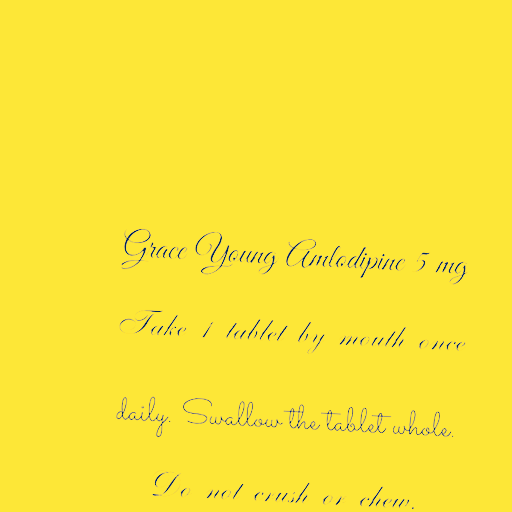 Grace Young Amlodipine 5 mg
Take 1 tablet by mouth once
daily. Swallow the tablet whole.
Do not crush or chew.